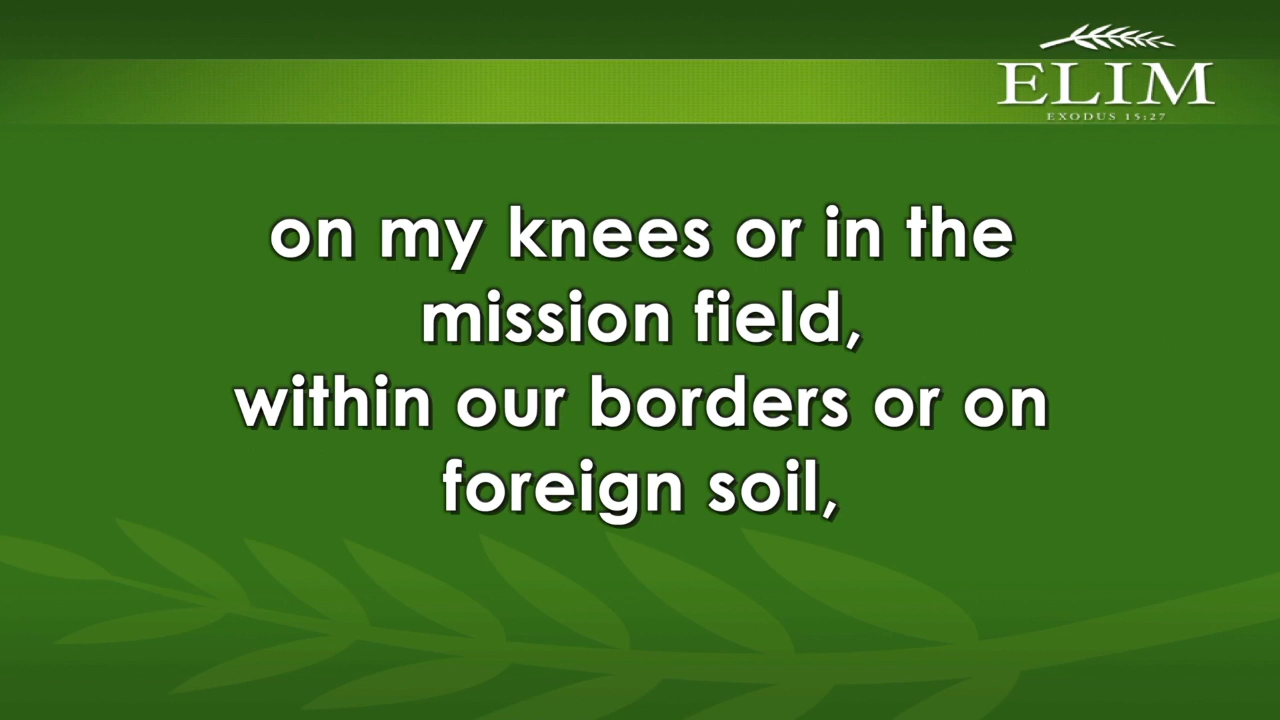 ELIM
EXODUS 15:27
on my knees or in the
mission field,
within our borders or on
foreign soil,